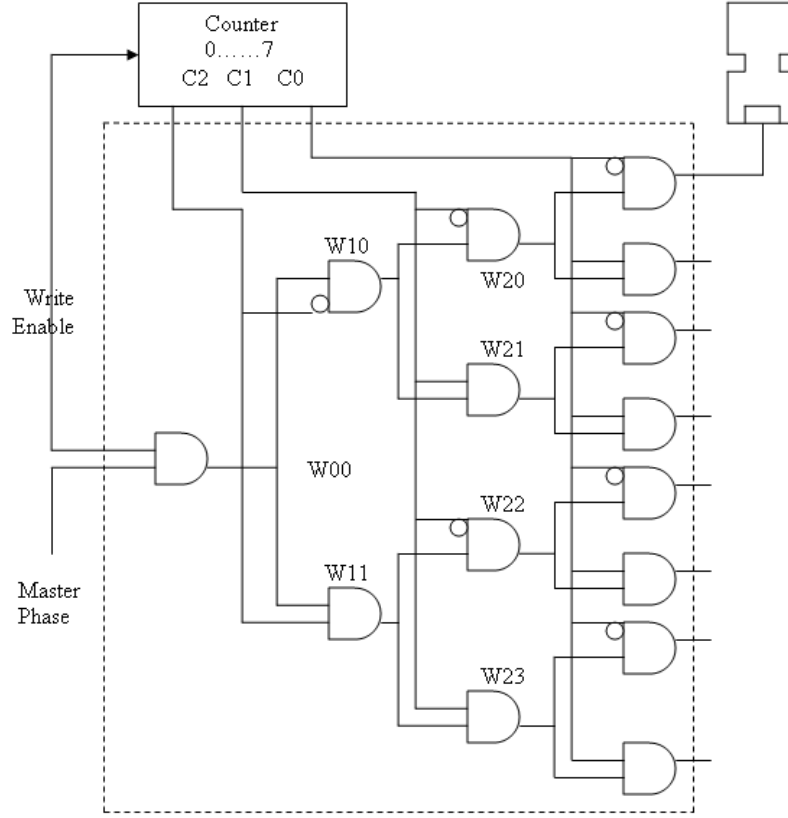 Counter
0......7
C2 C1 C0
W10
W20
Write
Enable
W21
W00
W22
W11
Master
Phase
W23